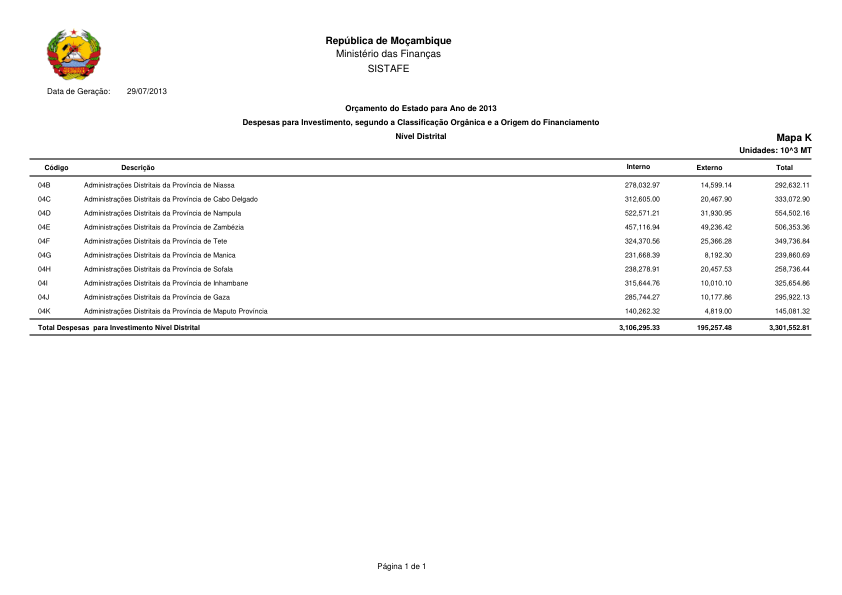 República de Moçambique
Ministério das Finanças
SISTAFE
Data de Geração: 29/07/2013
Orçamento do Estado para Ano de 2013
Despesas para Investimento, segundo a Classificação Orgânica e a Origem do Financiamento
Nível Distrital
Mapa K
Unidades: 10^3 MT
Código Descrição Interno Externo Total
04B Administrações Distritais da Província de Niassa 278,032.97 14,599.14 292,632.11
04C Administrações Distritais da Província de Cabo Delgado 312,605.00 20,467.90 333,072.90
04D Administrações Distritais da Província de Nampula 522,571.21 31,930.95 554,502.16
04E Administrações Distritais da Província de Zambézia 457,116.94 49,236.42 506,353.36
04F Administrações Distritais da Província de Tete 324,370.56 25,366.28 349,736.84
04G Administrações Distritais da Província de Manica 231,668.39 8,192.30 239,860.69
04H Administrações Distritais da Província de Sofala 238,278.91 20,457.53 258,736.44
04I Administrações Distritais da Província de Inhambane 315,644.76 10,010.10 325,654.86
04J Administrações Distritais da Província de Gaza 285,744.27 10,177.86 295,922.13
04K Administrações Distritais da Província de Maputo Província 140,262.32 4,819.00 145,081.32
Total Despesas para Investimento Nível Distrital 3,106,295.33 195,257.48 3,301,552.81
Página 1 de 1